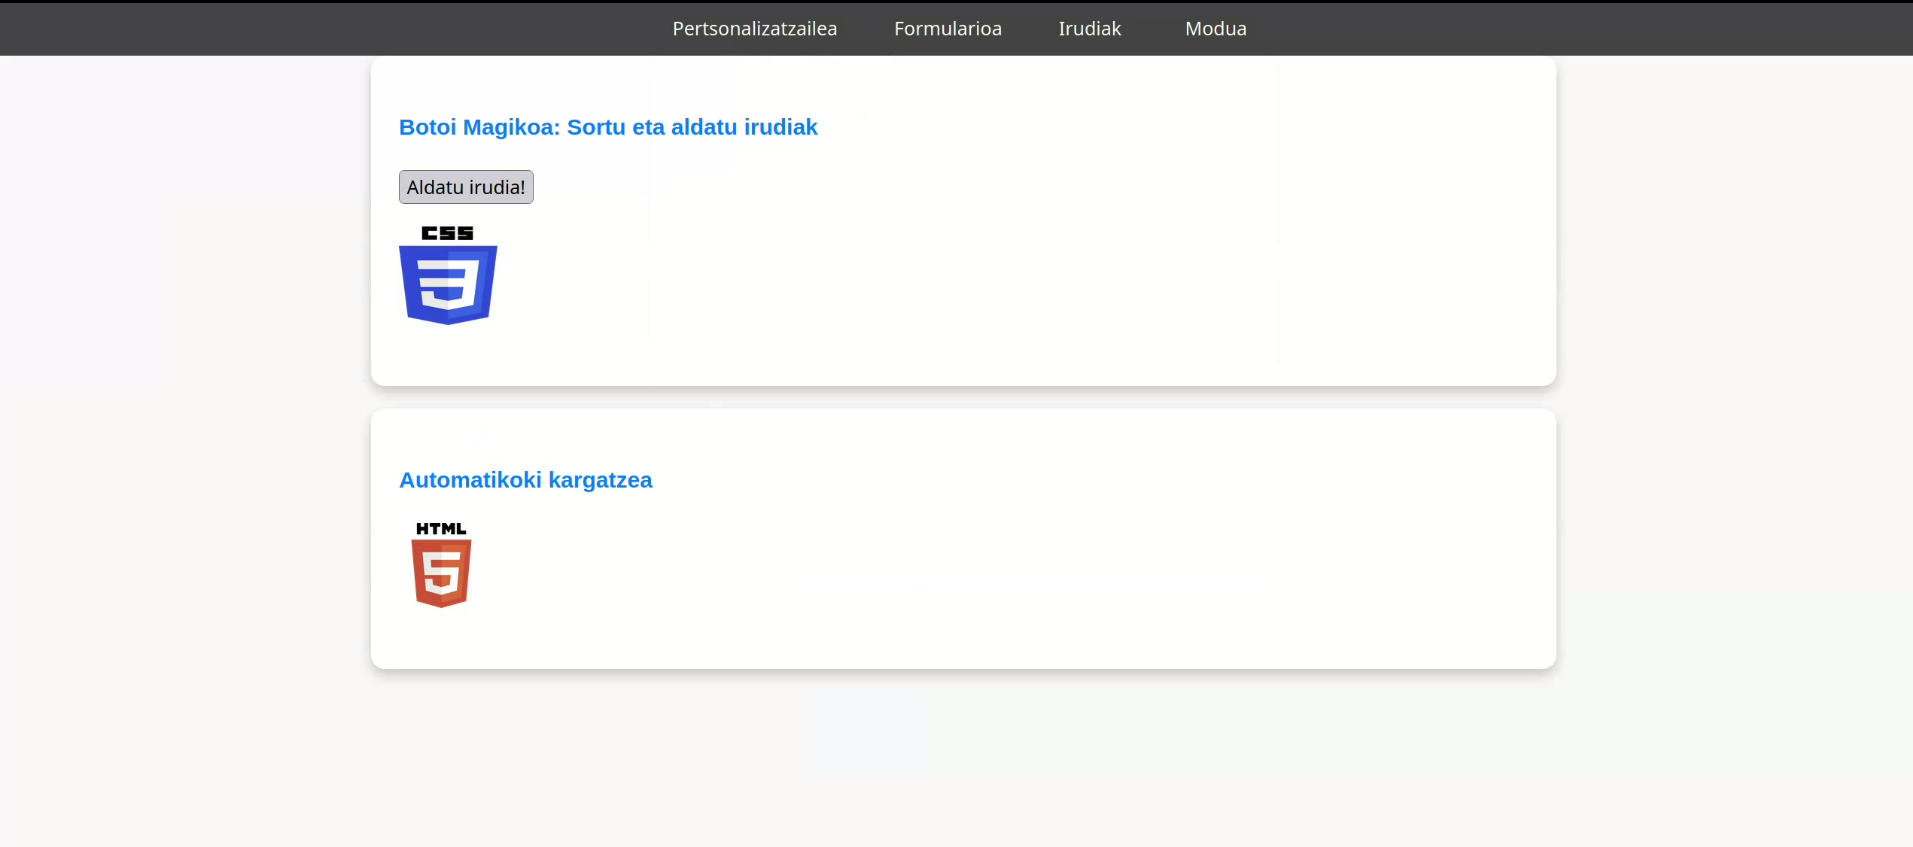 Pertsonalizatzailea Formularioa Irudiak Modua
Botoi Magikoa: Sortu eta aldatu irudiak
Aldatu irudia!
CSS
3
Automatikoki kargatzea
HTML
5